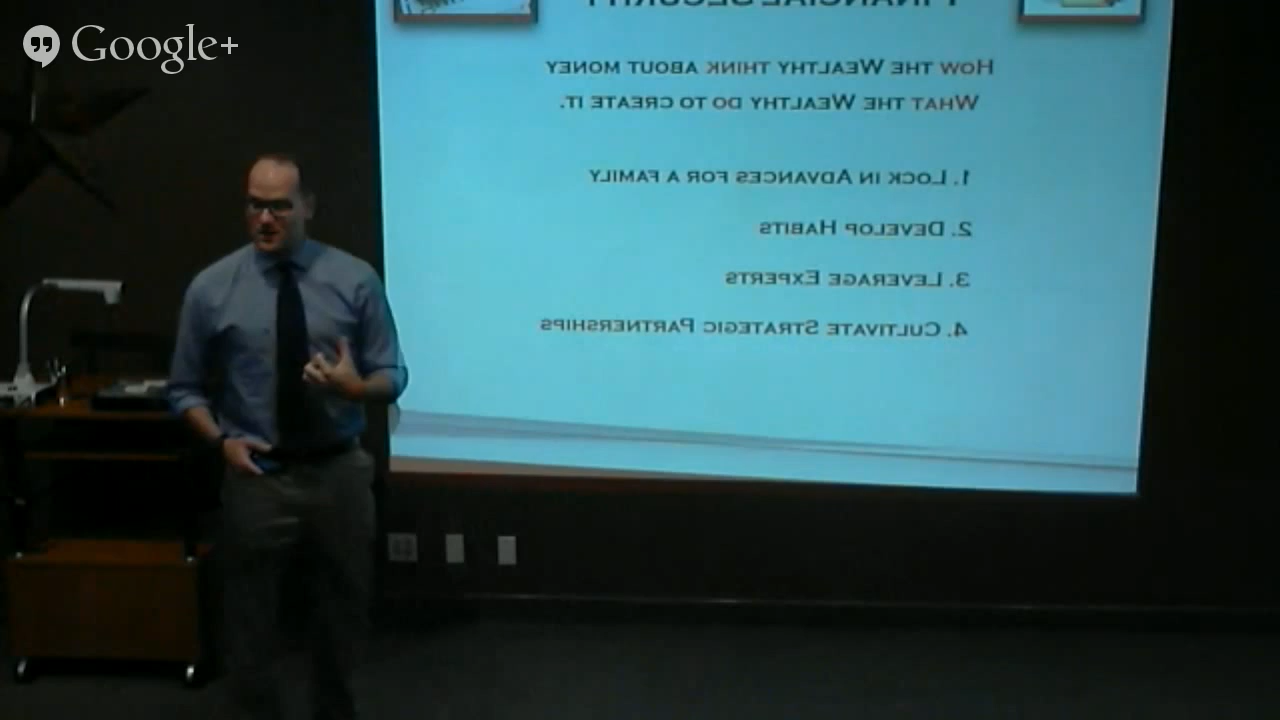 Google+
FINANCIAL SECURITY
How the Wealthy think about money
What the Wealthy do to create it.
1. Lock in Advances for a family
2. Develop Habits
3. Leverage Experts
4. Cultivate Strategic Partnerships